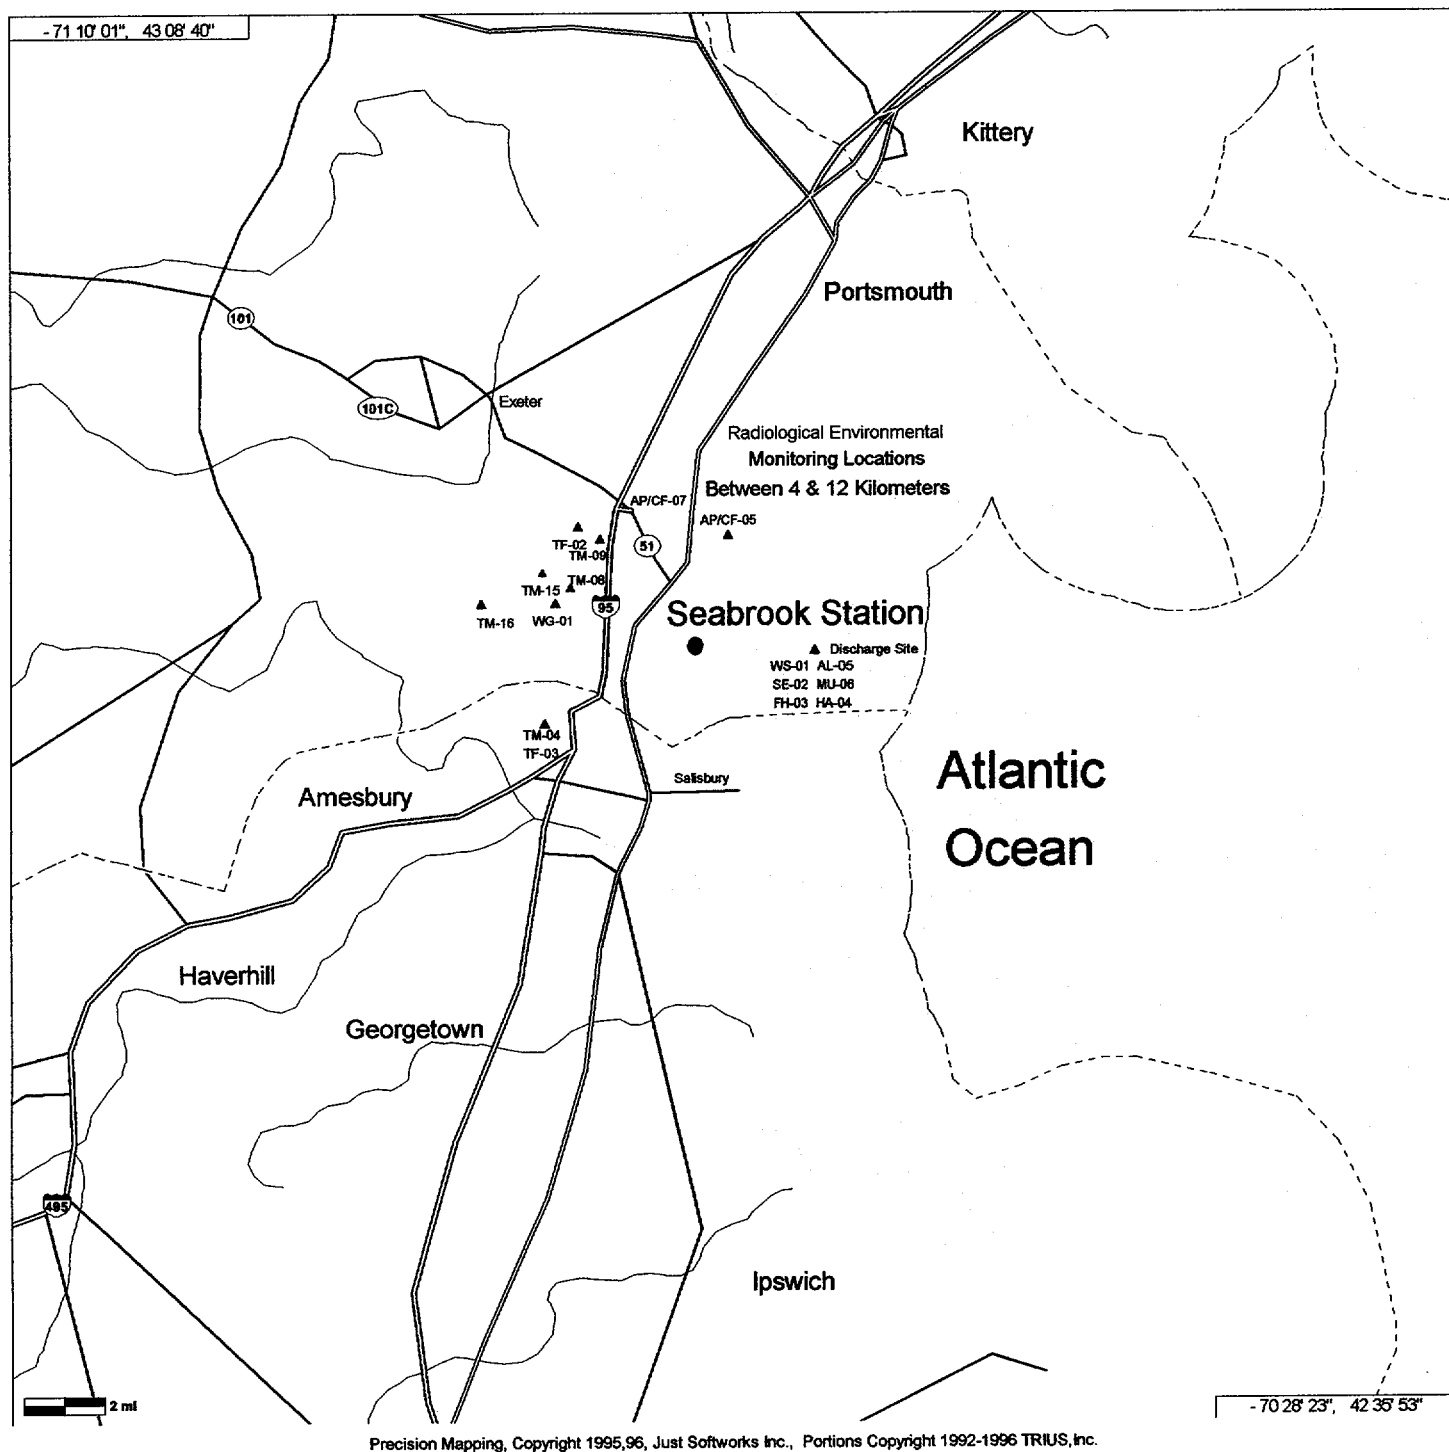 - 71 10' 01", 43 08' 40"
Kittery
Portsmouth
101
101C
Exeter
Radiological Environmental
Monitoring Locations
Between 4 & 12 Kilometers
AP/CF-07
AP/CF-05
TF-02
TM-09
51
TM-15
TM-08
95
TM-16
WG-01
Seabrook Station
Discharge Site
WS-01 AL-05
SE-02 MU-06
FH-03 HA-04
TM-04
TF-03
Salisbury
Atlantic
Ocean
Amesbury
Haverhill
Georgetown
495
Ipswich
2 mi
- 70 28' 23", 42 35' 53"
Precision Mapping, Copyright 1995,96, Just Softworks Inc., Portions Copyright 1992-1996 TRIUS,Inc.